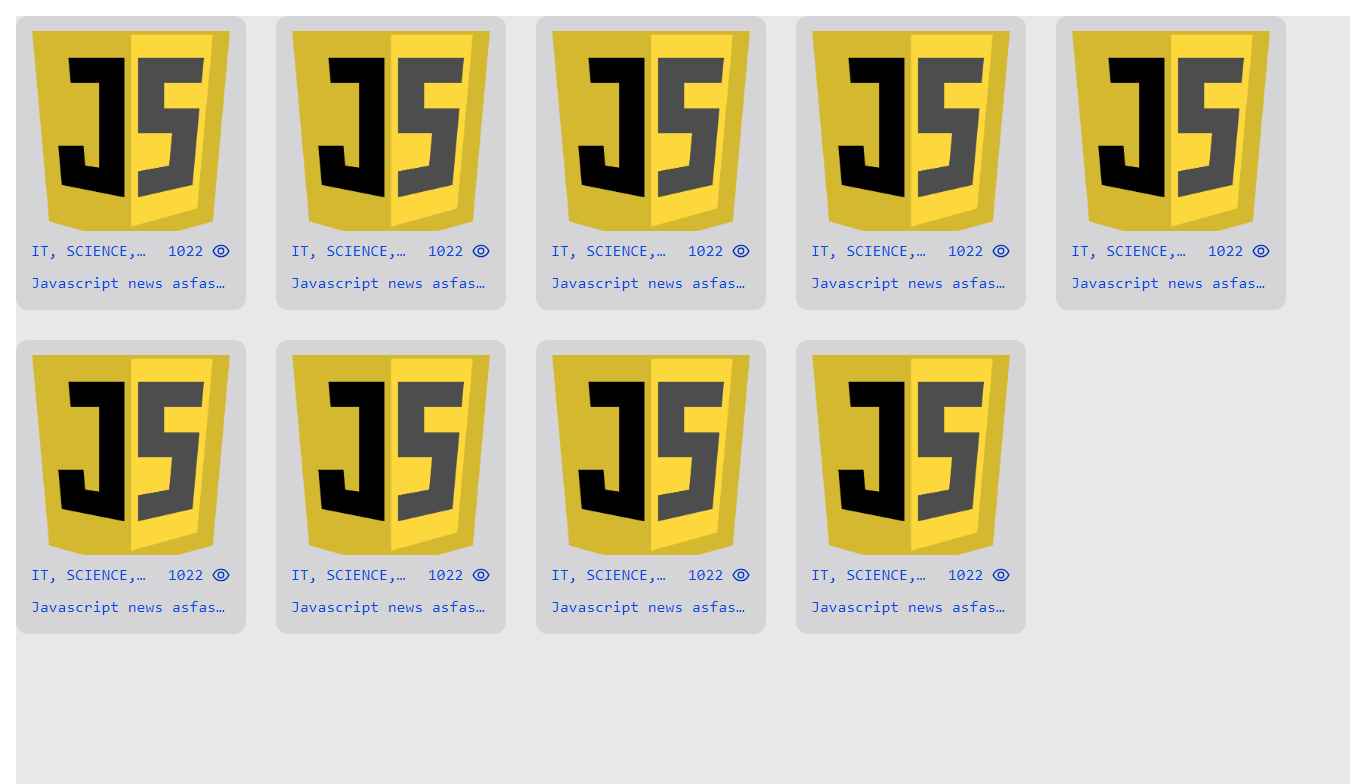 JS JS JS JS JS
IT, SCIENCE,… 1022 IT, SCIENCE,… 1022 IT, SCIENCE,… 1022 IT, SCIENCE,… 1022 IT, SCIENCE,… 1022
Javascript news asfas… Javascript news asfas… Javascript news asfas… Javascript news asfas… Javascript news asfas…
JS JS JS JS
IT, SCIENCE,… 1022 IT, SCIENCE,… 1022 IT, SCIENCE,… 1022 IT, SCIENCE,… 1022
Javascript news asfas… Javascript news asfas… Javascript news asfas… Javascript news asfas…